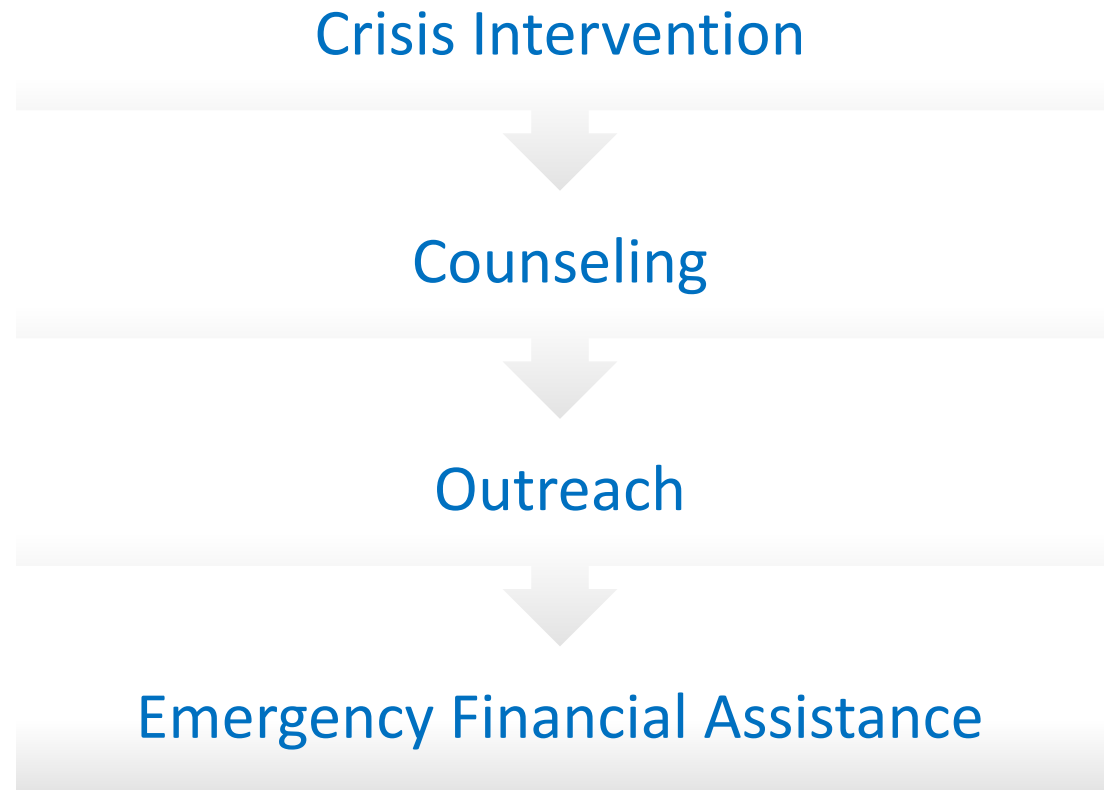 Crisis Intervention
Counseling
Outreach
Emergency Financial Assistance